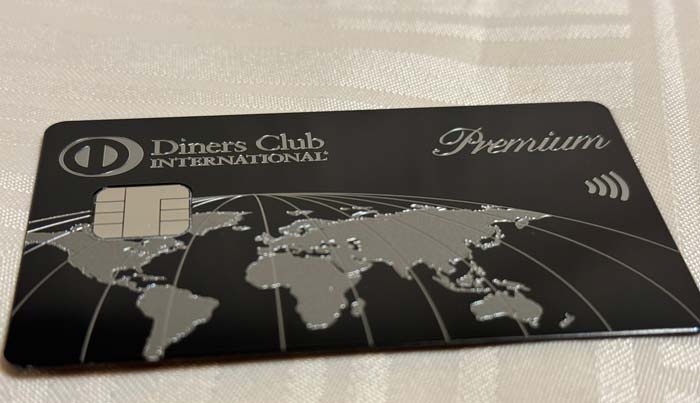 Diners Club
INTERNATIONAL®
Premium